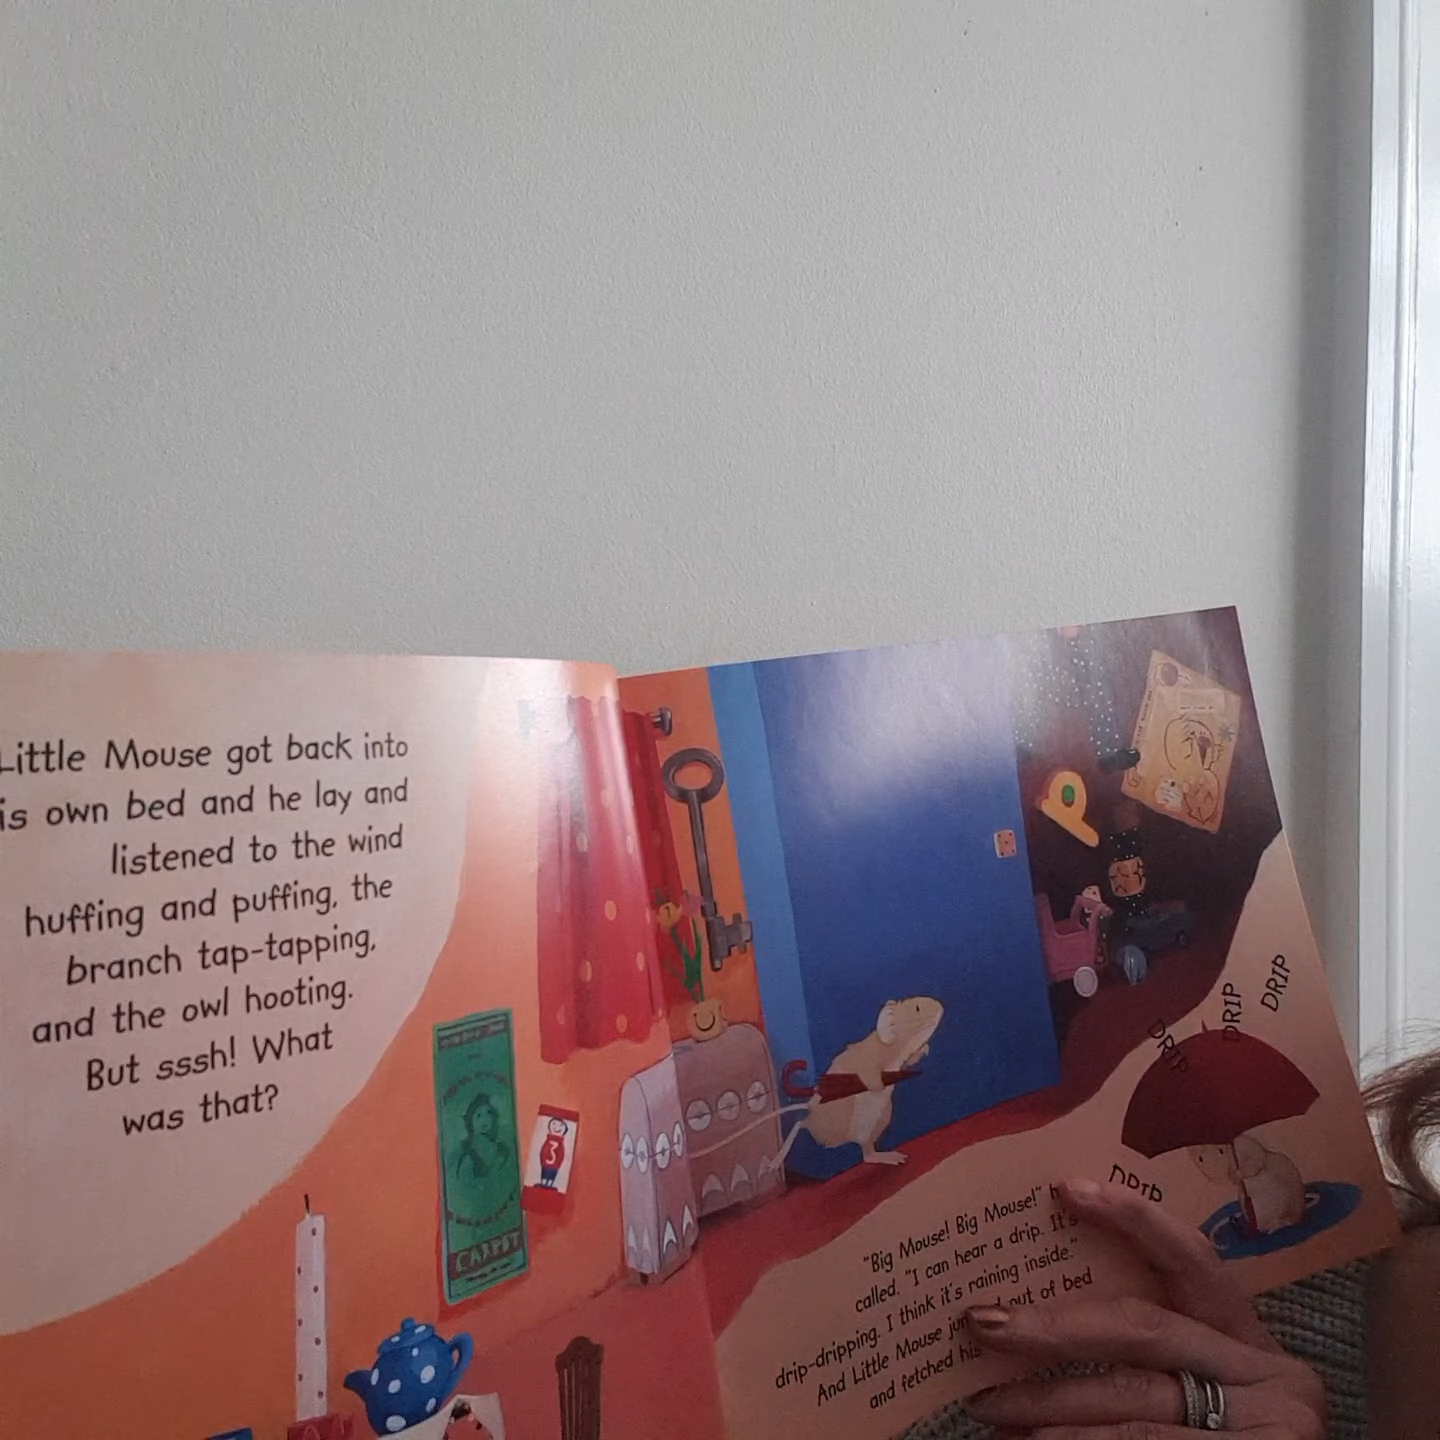 Little Mouse got back into
is own bed and he lay and
listened to the wind
huffing and puffing, the
branch tap-tapping,
and the owl hooting.
But sssh! What
was that?
CARPET
3
DRIP
DRIP
DRIP
DRIP
"Big Mouse! Big Mouse!" h
called. "I can hear a drip. It's
drip-dripping. I think it's raining inside."
And Little Mouse out of bed
and fetched his